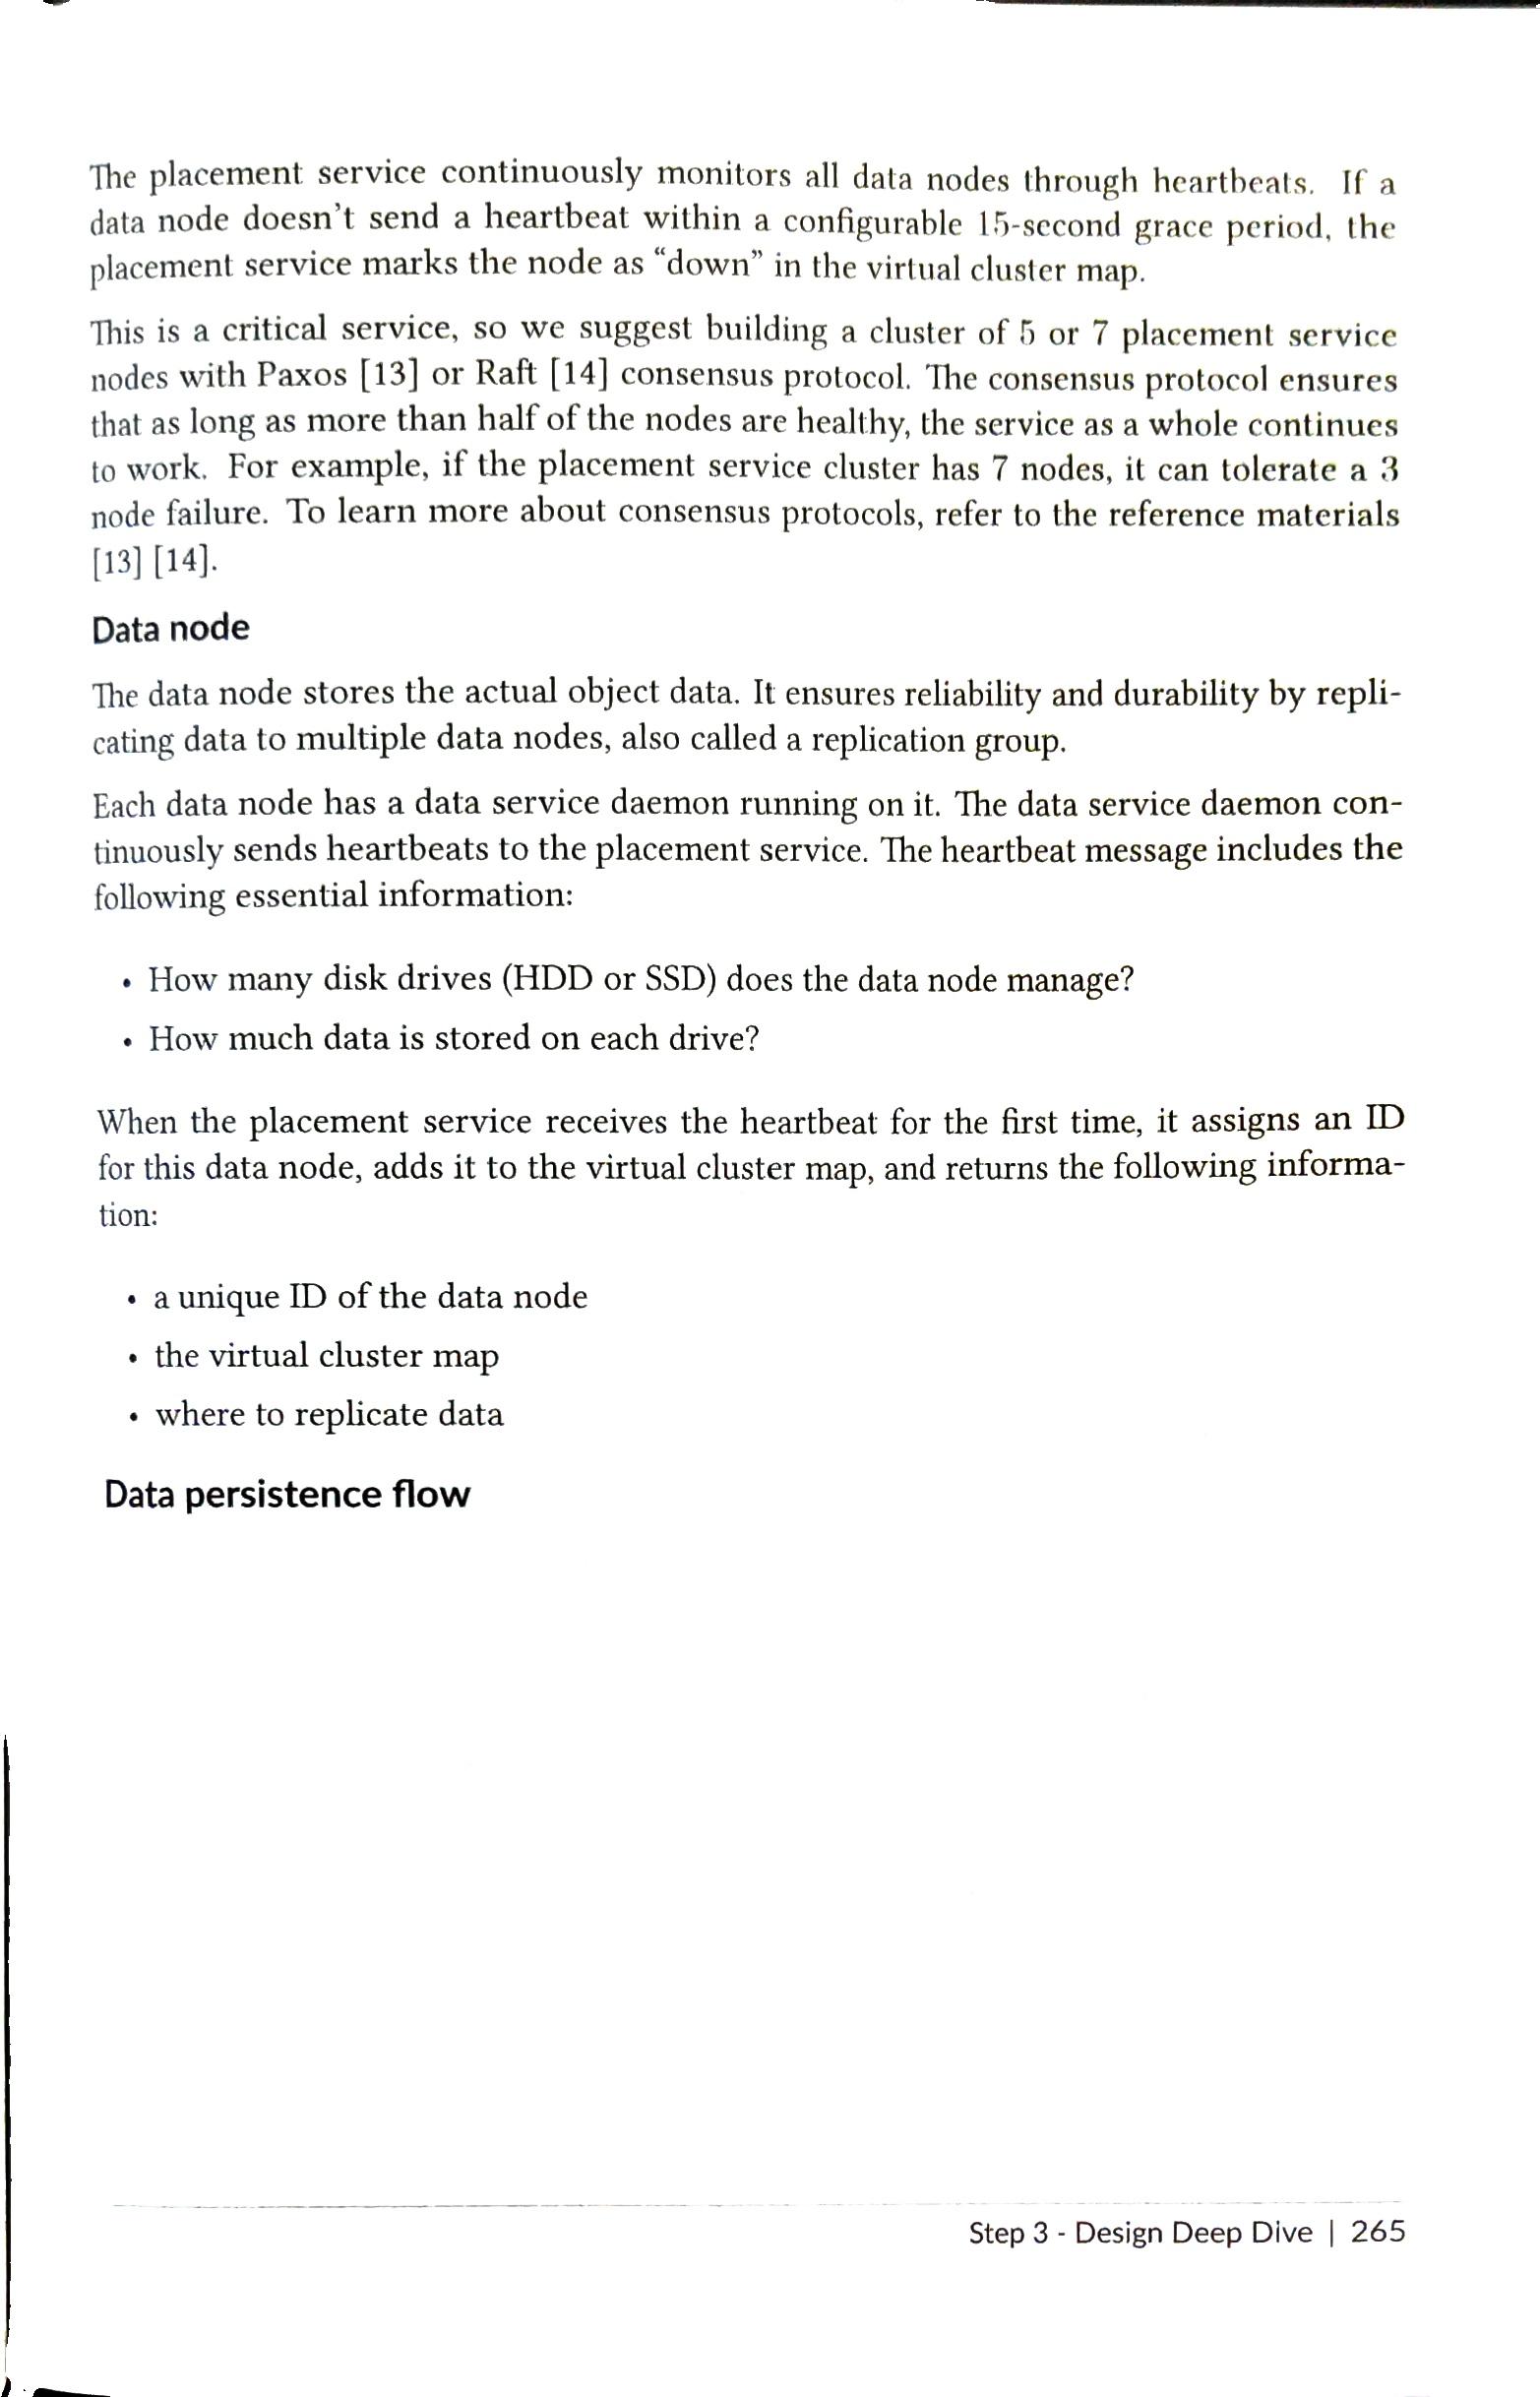 The placement service continuously monitors all data nodes through heartbeats. If a
data node doesn't send a heartbeat within a configurable 15-second grace period, the
placement service marks the node as “down” in the virtual cluster map.
This is a critical service, so we suggest building a cluster of 5 or 7 placement service
nodes with Paxos [13] or Raft [14] consensus protocol. The consensus protocol ensures
that as long as more than half of the nodes are healthy, the service as a whole continues
to work. For example, if the placement service cluster has 7 nodes, it can tolerate a 3
node failure. To learn more about consensus protocols, refer to the reference materials
[13] [14].
Data node
The data node stores the actual object data. It ensures reliability and durability by repli-
cating data to multiple data nodes, also called a replication group.
Each data node has a data service daemon running on it. The data service daemon con-
tinuously sends heartbeats to the placement service. The heartbeat message includes the
following essential information:
• How many disk drives (HDD or SSD) does the data node manage?
• How much data is stored on each drive?
When the placement service receives the heartbeat for the first time, it assigns an ID
for this data node, adds it to the virtual cluster map, and returns the following informa-
tion:
• a unique ID of the data node
• the virtual cluster map
• where to replicate data
Data persistence flow
Step 3 - Design Deep Dive | 265